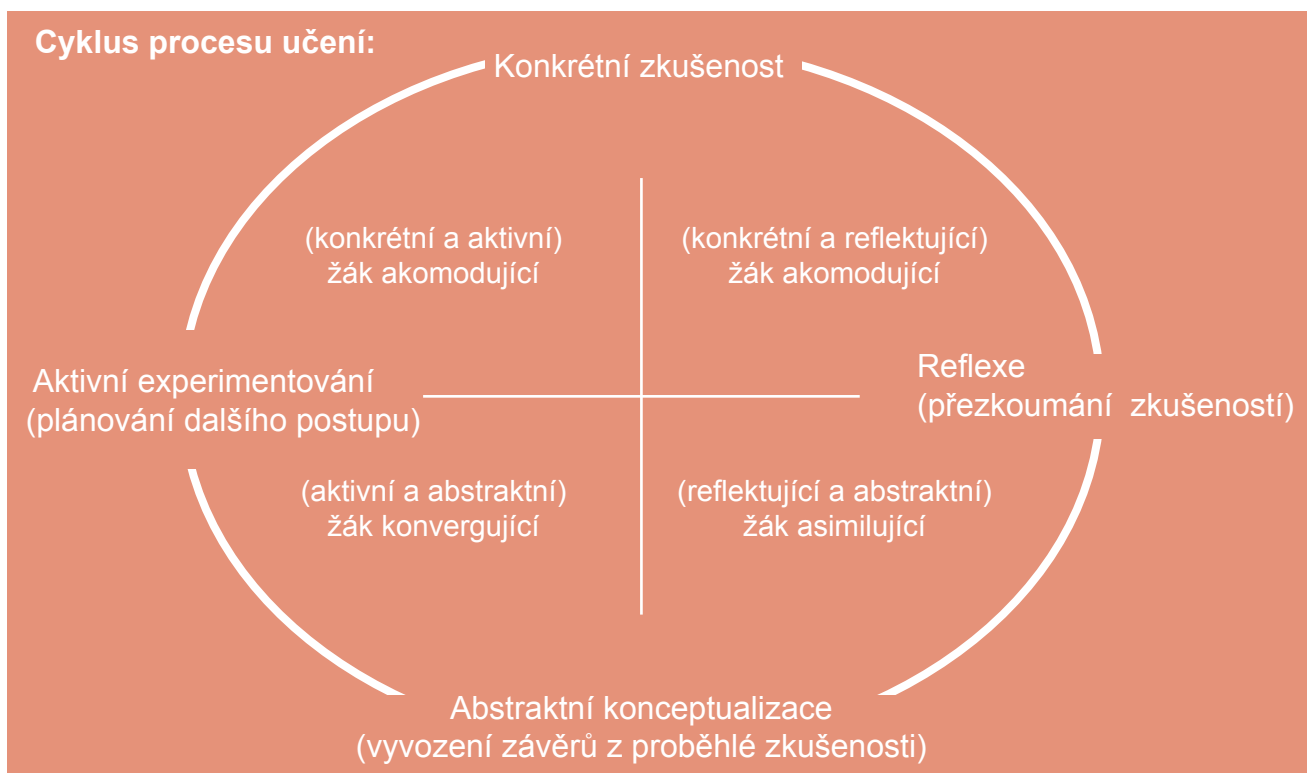 Cyklus procesu učení:
Konkrétní zkušenost
(konkrétní a aktivní)
žák akomodující
(konkrétní a reflektující)
žák akomodující
Aktivní experimentování
(plánování dalšího postupu)
Reflexe
(přezkoumání zkušeností)
(aktivní a abstraktní)
žák konvergující
(reflektující a abstraktní)
žák asimilující
Abstraktní konceptualizace
(vyvození závěrů z proběhlé zkušenosti)